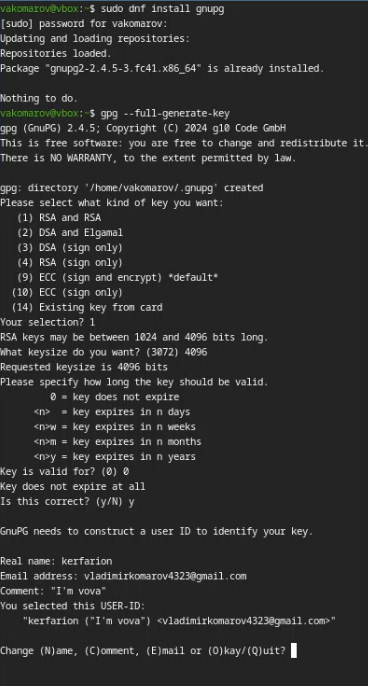 vakomarov@vbox:~$ sudo dnf install gnupg
[sudo] password for vakomarov:
Updating and loading repositories:
Repositories loaded.
Package "gnupg2-2.4.5-3.fc41.x86_64" is already installed.
Nothing to do.
vakomarov@vbox:~$ gpg --full-generate-key
gpg (GnuPG) 2.4.5; Copyright (C) 2024 g10 Code GmbH
This is free software: you are free to change and redistribute it.
There is NO WARRANTY, to the extent permitted by law.
gpg: directory '/home/vakomarov/.gnupg' created
Please select what kind of key you want:
(1) RSA and RSA
(2) DSA and Elgamal
(3) DSA (sign only)
(4) RSA (sign only)
(9) ECC (sign and encrypt) *default*
(10) ECC (sign only)
(14) Existing key from card
Your selection? 1
RSA keys may be between 1024 and 4096 bits long.
What keysize do you want? (3072) 4096
Requested keysize is 4096 bits
Please specify how long the key should be valid.
0 = key does not expire
<n> = key expires in n days
<n>w = key expires in n weeks
<n>m = key expires in n months
<n>y = key expires in n years
Key is valid for? (0) 0
Key does not expire at all
Is this correct? (y/N) y
GnuPG needs to construct a user ID to identify your key.
Real name: kerfarion
Email address: vladimirkomarov4323@gmail.com
Comment: "I'm vova"
You selected this USER-ID:
"kerfarion ("I'm vova") <vladimirkomarov4323@gmail.com>"
Change (N)ame, (C)omment, (E)mail or (O)kay/(Q)uit?